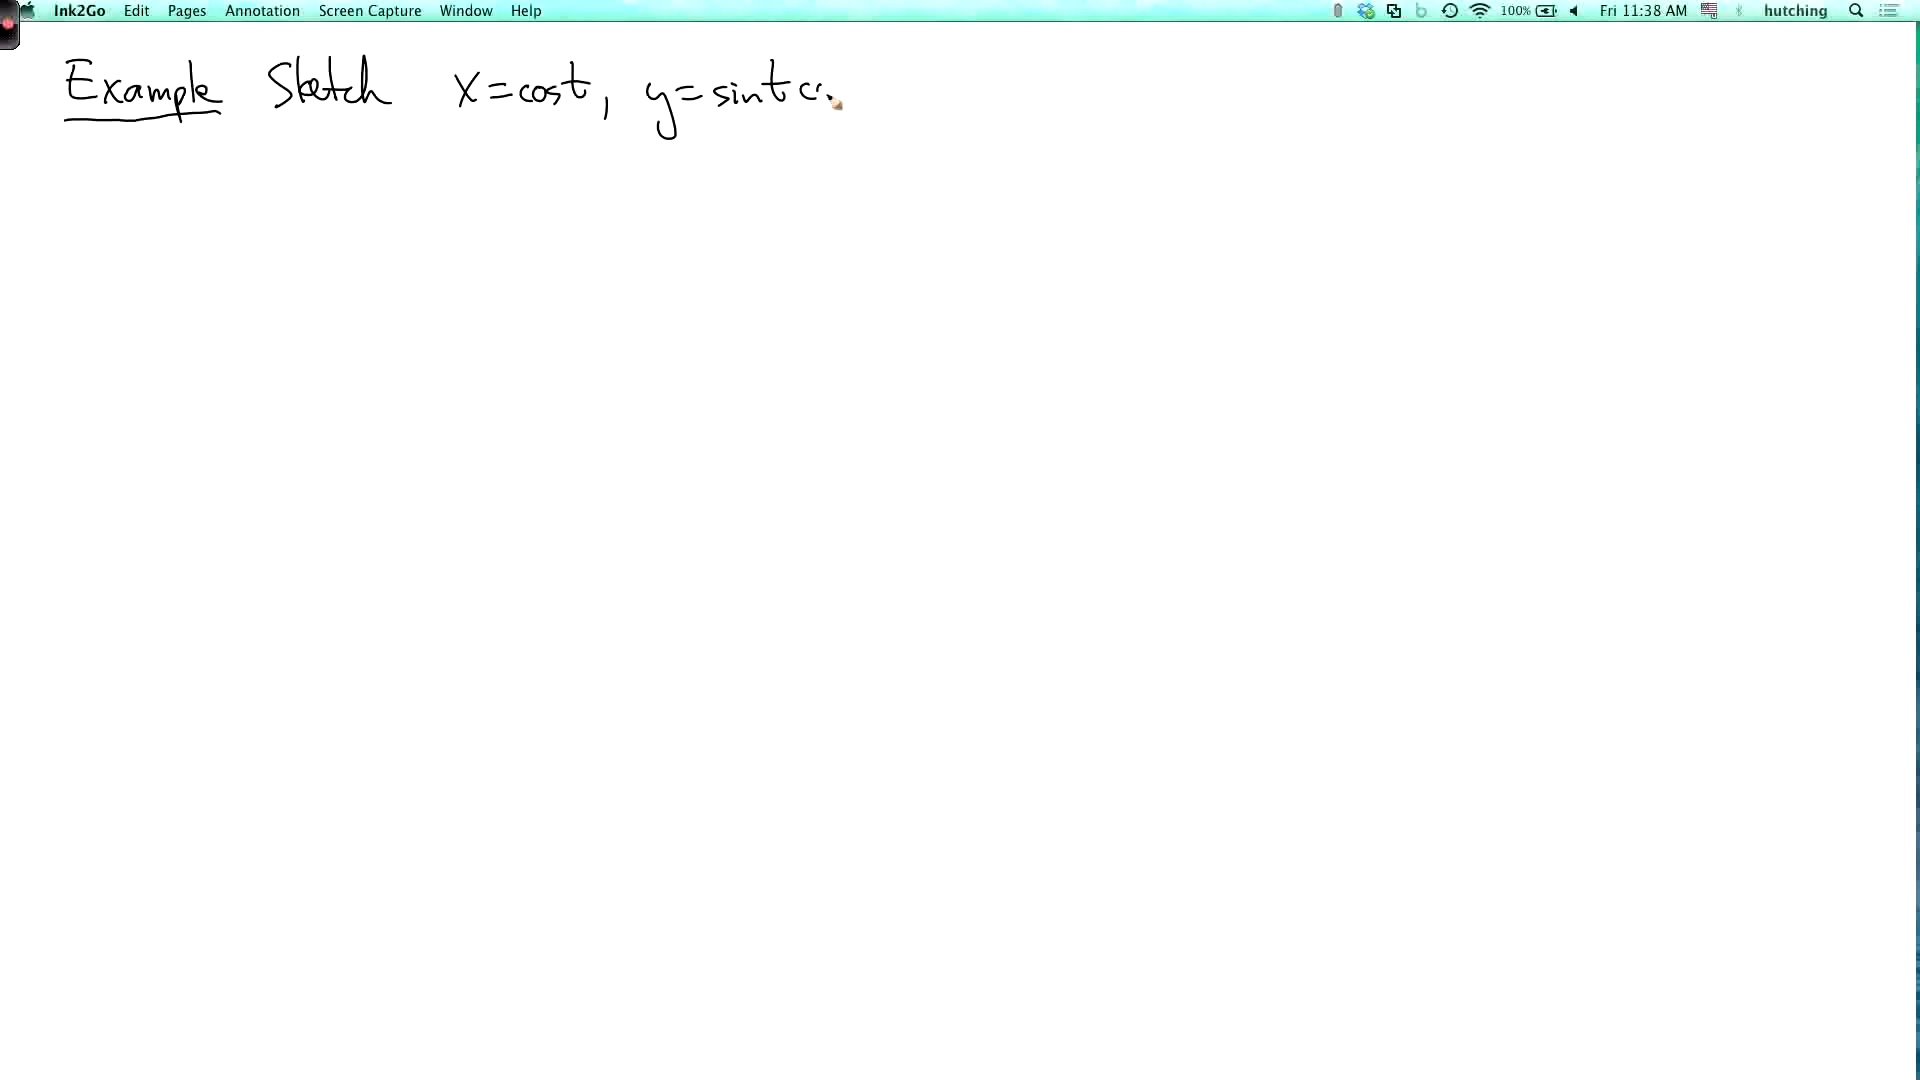 Ink2Go Edit Pages Annotation Screen Capture Window Help 100% Fri 11:38 AM hutching
Example Sketch x=cost, y=sint c